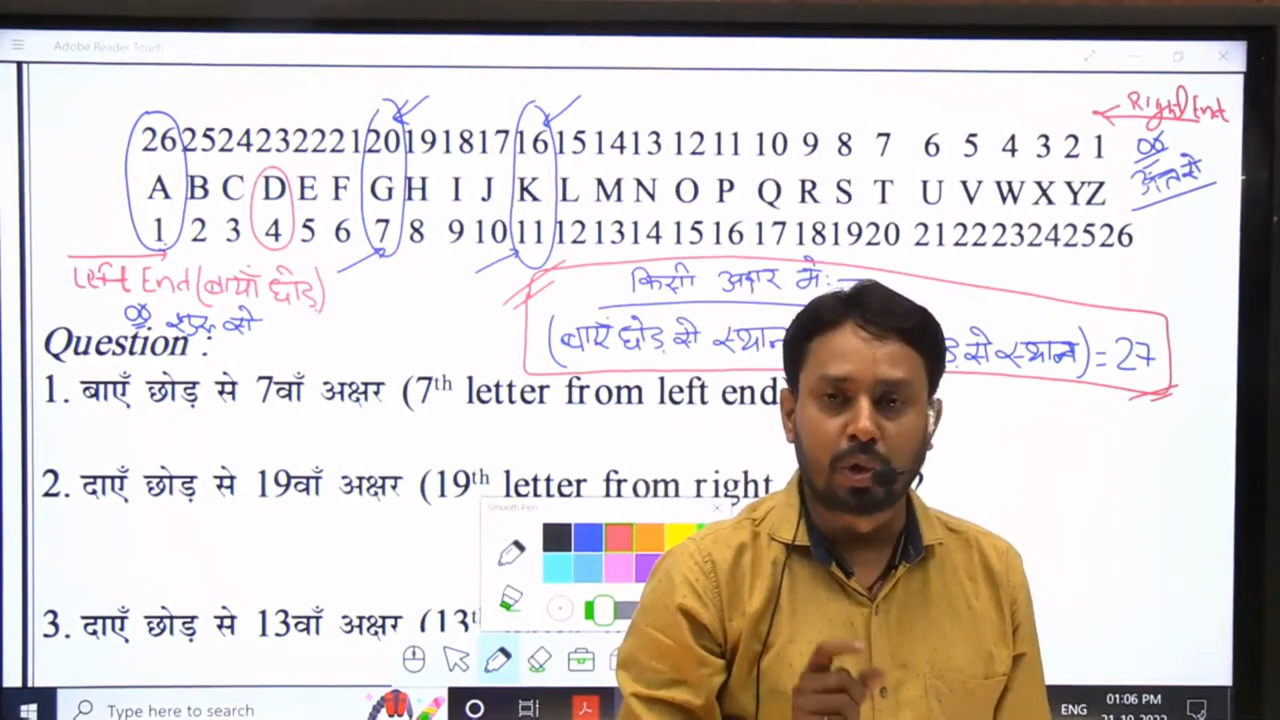 Adobe Reader Touch
Right End
26 25 24 23 22 21 20 19 18 17 16 15 14 13 12 11 10 9 8 7 6 5 4 3 2 1
A B C D E F G H I J K L M N O P Q R S T U V W X Y Z
1 2 3 4 5 6 7 8 9 10 11 12 13 14 15 16 17 18 19 20 21 22 23 24 25 26
अंत से
Left End (बायाँ छोड़)
किसी अक्षर में:-
शुरू से
(बाएँ छोड़ से स्थान ड़ से स्थान) = 27
Question :
1. बाएँ छोड़ से 7वाँ अक्षर (7th letter from left end)
2. दाएँ छोड़ से 19वाँ अक्षर (19th letter from right ?
Smooth Pen
3. दाएँ छोड़ से 13वाँ अक्षर (13t
Type here to search
ENG
01:06 PM